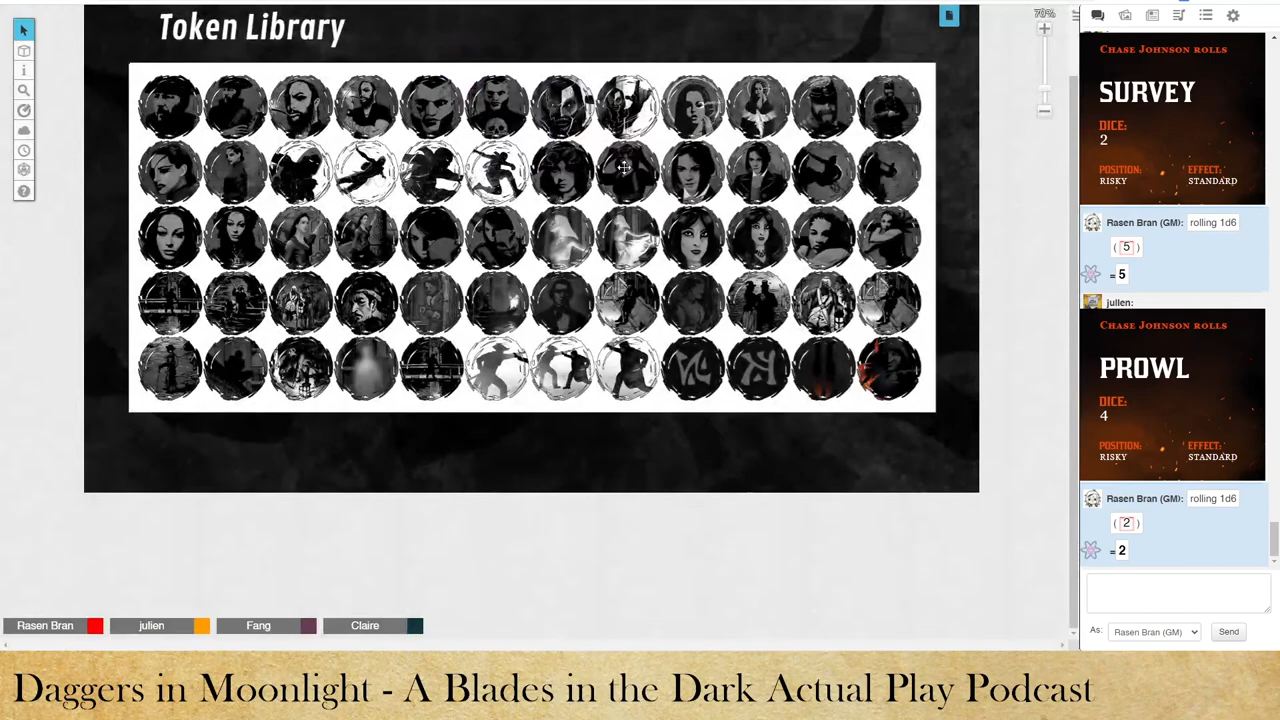 Token Library
70%
Chase Johnson rolls
SURVEY
DICE:
2
POSITION:
RISKY
EFFECT:
STANDARD
Rasen Bran (GM): rolling 1d6
(5)
=5
julien:
Chase Johnson rolls
PROWL
DICE:
4
POSITION:
RISKY
EFFECT:
STANDARD
Rasen Bran (GM): rolling 1d6
(2)
=2
As: Rasen Bran (GM) Send
Rasen Bran julien Fang Claire
Daggers in Moonlight - A Blades in the Dark Actual Play Podcast